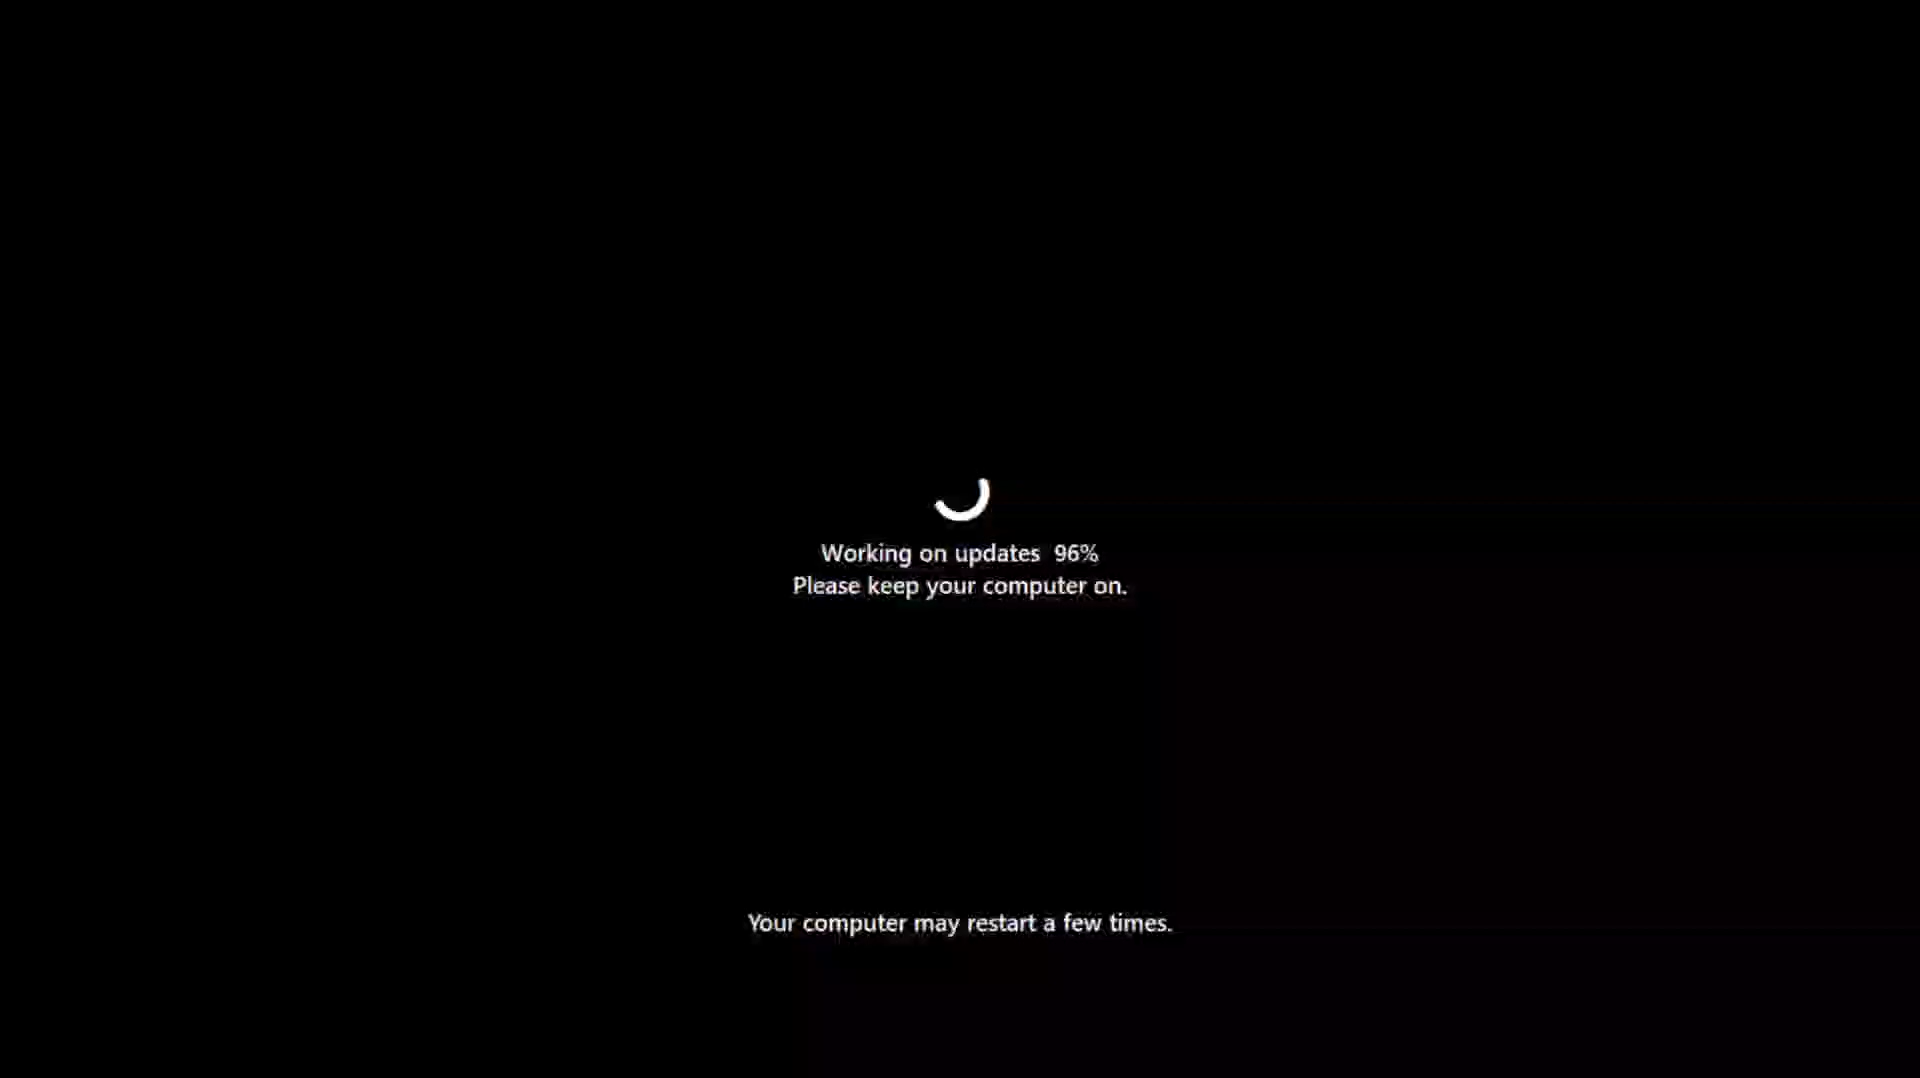 Working on updates  96%
Please keep your computer on.
Your computer may restart a few times.